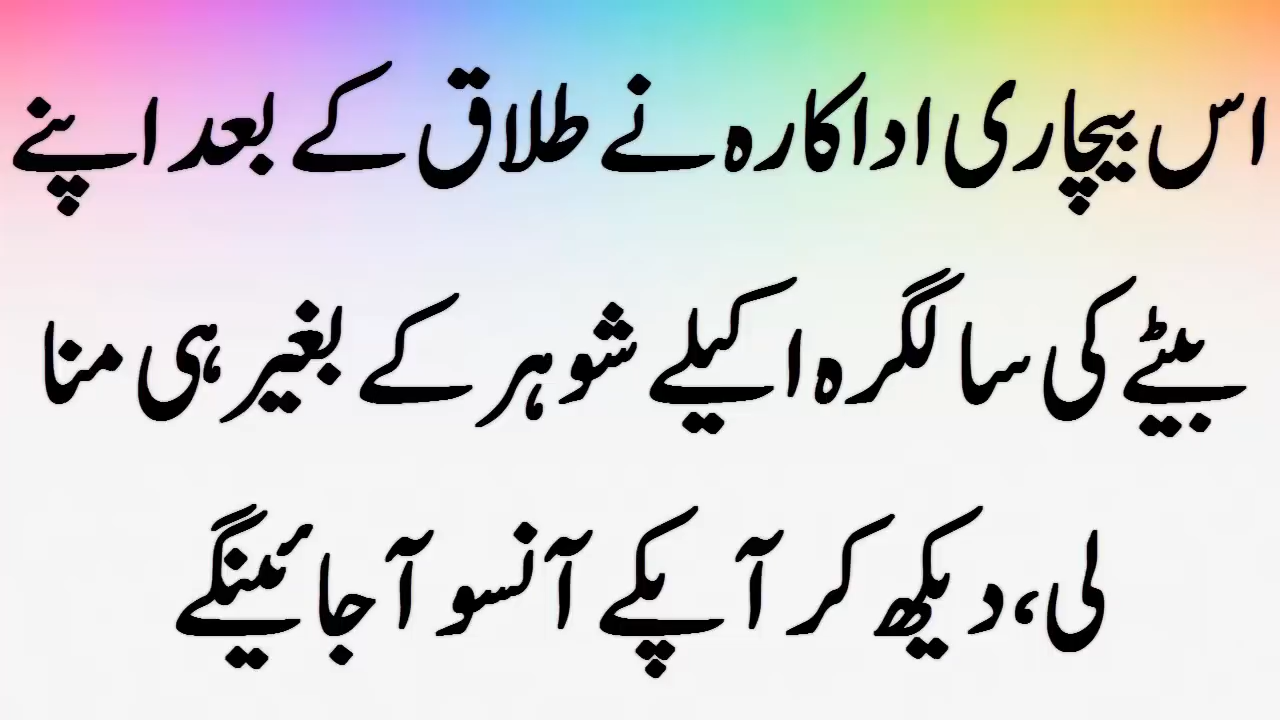 اس بیچاری اداکارہ نے طلاق کے بعد اپنے
بیٹے کی سالگرہ اکیلے شوہر کے بغیر ہی منا
لی، دیکھ کر آپکے آنسو آجائینگے